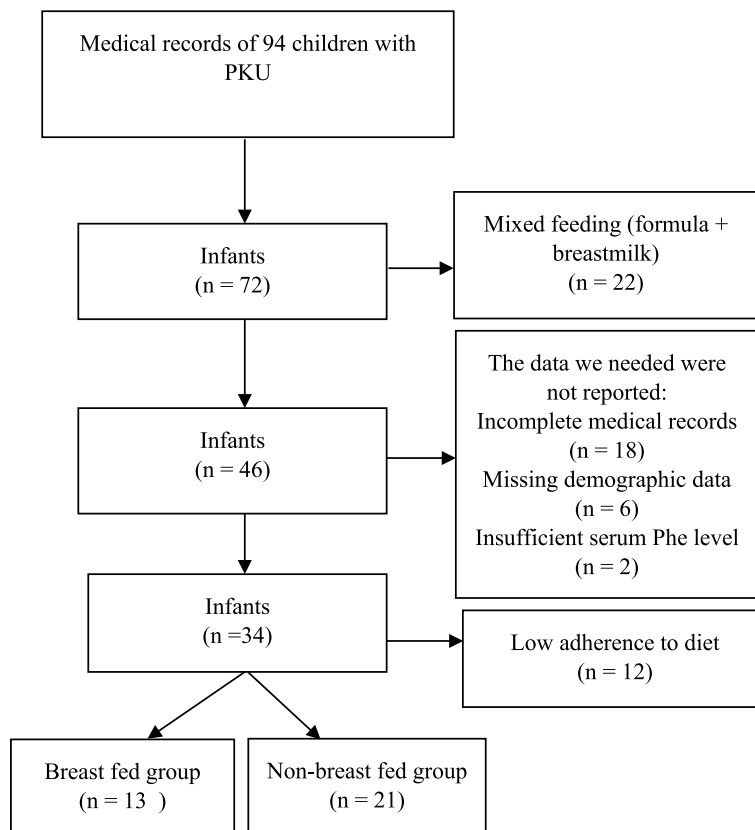 Medical records of 94 children with
PKU
Infants
(n = 72)
Mixed feeding (formula +
breastmilk)
(n = 22)
Infants
(n = 46)
The data we needed were
not reported:
Incomplete medical records
(n = 18)
Missing demographic data
(n = 6)
Insufficient serum Phe level
(n = 2)
Infants
(n =34)
Low adherence to diet
(n = 12)
Breast fed group
(n = 13  )
Non-breast fed group
(n = 21)